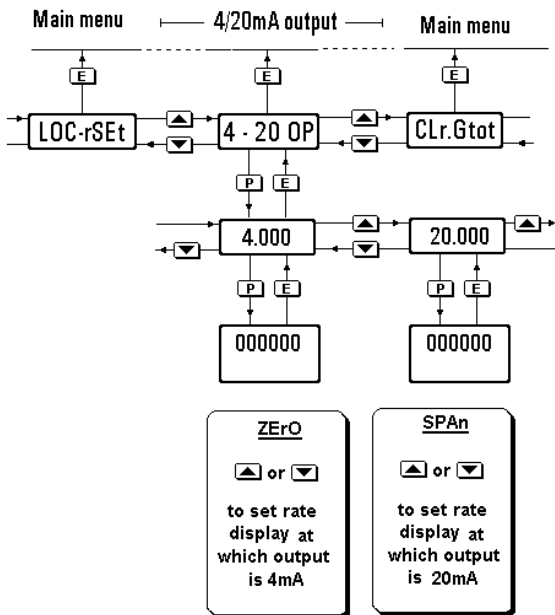 Main menu
4/20mA output
Main menu
E
E
E
LOC-rSEt
4 - 20 OP
CLr.Gtot
P
E
4.000
20.000
P
E
P
E
000000
000000
ZErO
or
to set rate
display at
which output
is 4mA
SPAn
or
to set rate
display at
which output
is 20mA